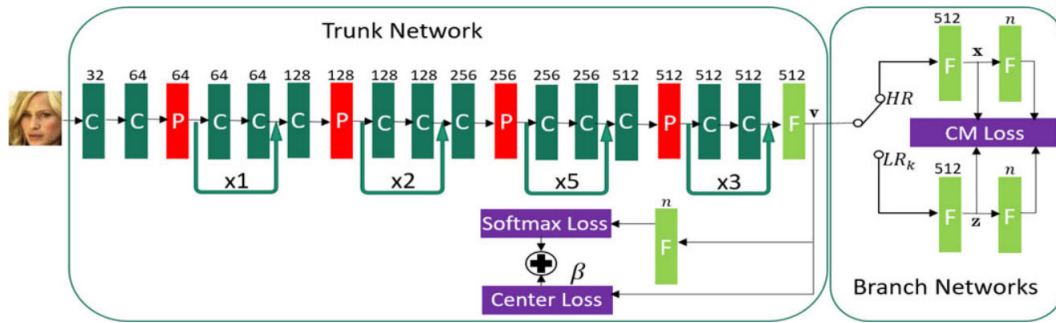 Trunk Network
32 64 64 64 64 128 128 128 128 256 256 256 256 512 512 512 512 512
C C P C C C P C C C P C C C P C C F v
x1 x2 x5 x3
n
Softmax Loss
F
β
Center Loss
512 n
F x F
HR
CM Loss
LRk
512 n
F z F
Branch Networks